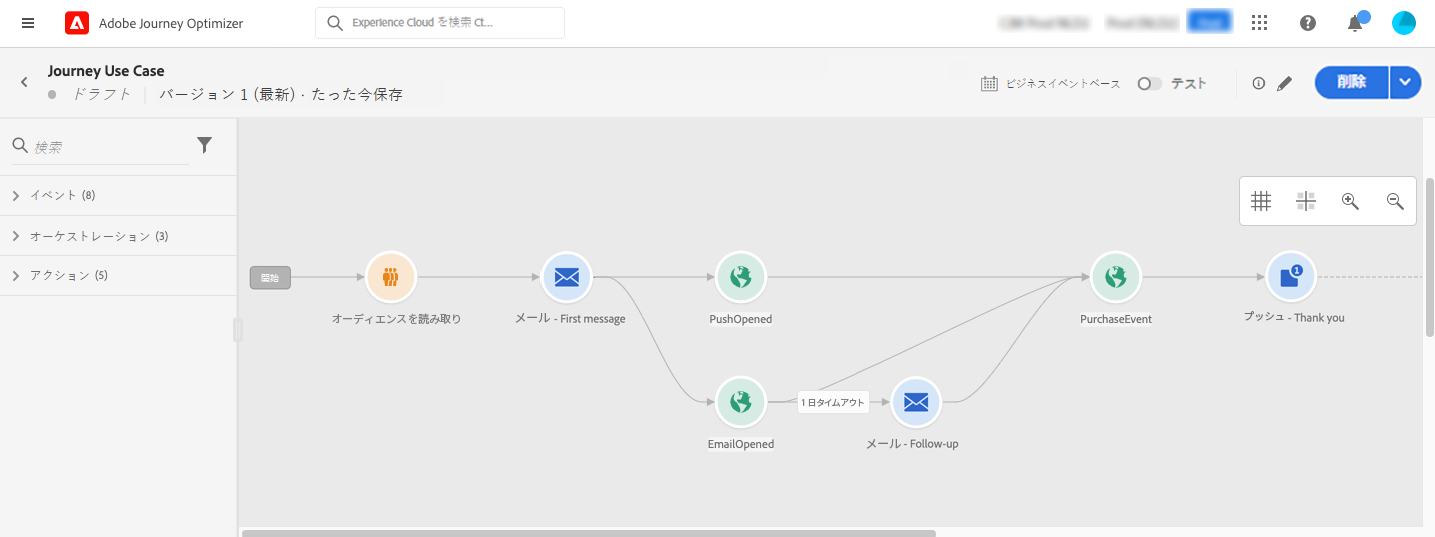 Adobe Journey Optimizer
Experience Cloud を検索 Ct...
Journey Use Case
ドラフト
バージョン 1 (最新)・たった今保存
ビジネスイベントベース
テスト
削除
検索
イベント (8)
オーケストレーション (3)
アクション (5)
開始
オーディエンスを読み取り
メール - First message
PushOpened
PurchaseEvent
1
プッシュ - Thank you
1 日タイムアウト
EmailOpened
メール - Follow-up